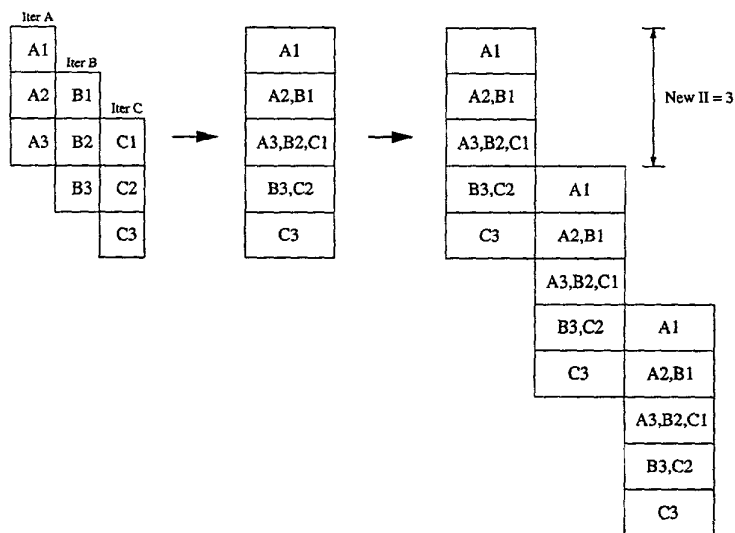 Iter A
A1
Iter B
A2
B1
Iter C
A3
B2
C1
B3
C2
C3
A1
A2,B1
A3,B2,C1
B3,C2
C3
A1
A2,B1
A3,B2,C1
New II = 3
B3,C2
A1
C3
A2,B1
A3,B2,C1
B3,C2
A1
C3
A2,B1
A3,B2,C1
B3,C2
C3